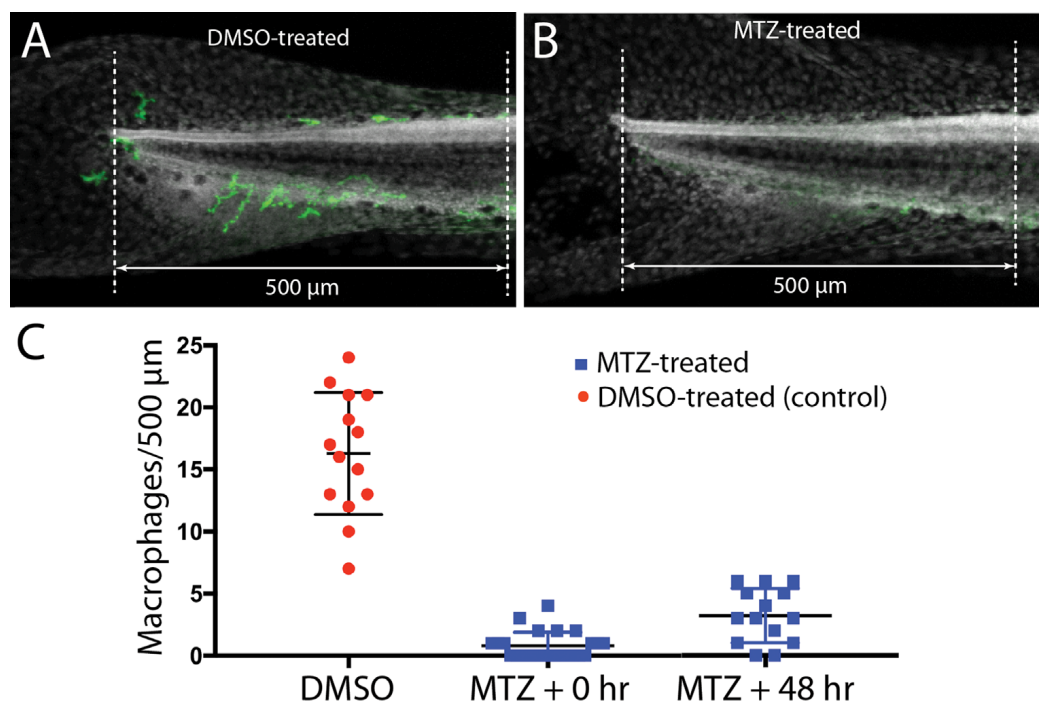 A
DMSO-treated
500 µm
B
MTZ-treated
500 µm
C
Macrophages/500 µm
25
20
15
10
5
0
MTZ-treated
DMSO-treated (control)
DMSO
MTZ + 0 hr
MTZ + 48 hr